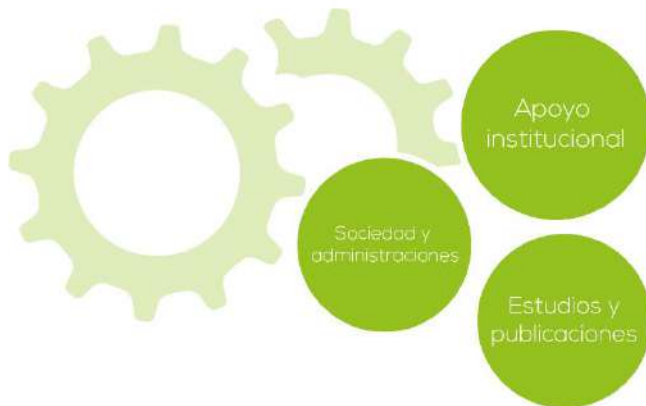 Apoyo
institucional
Sociedad y
administraciones
Estudios y
publicaciones